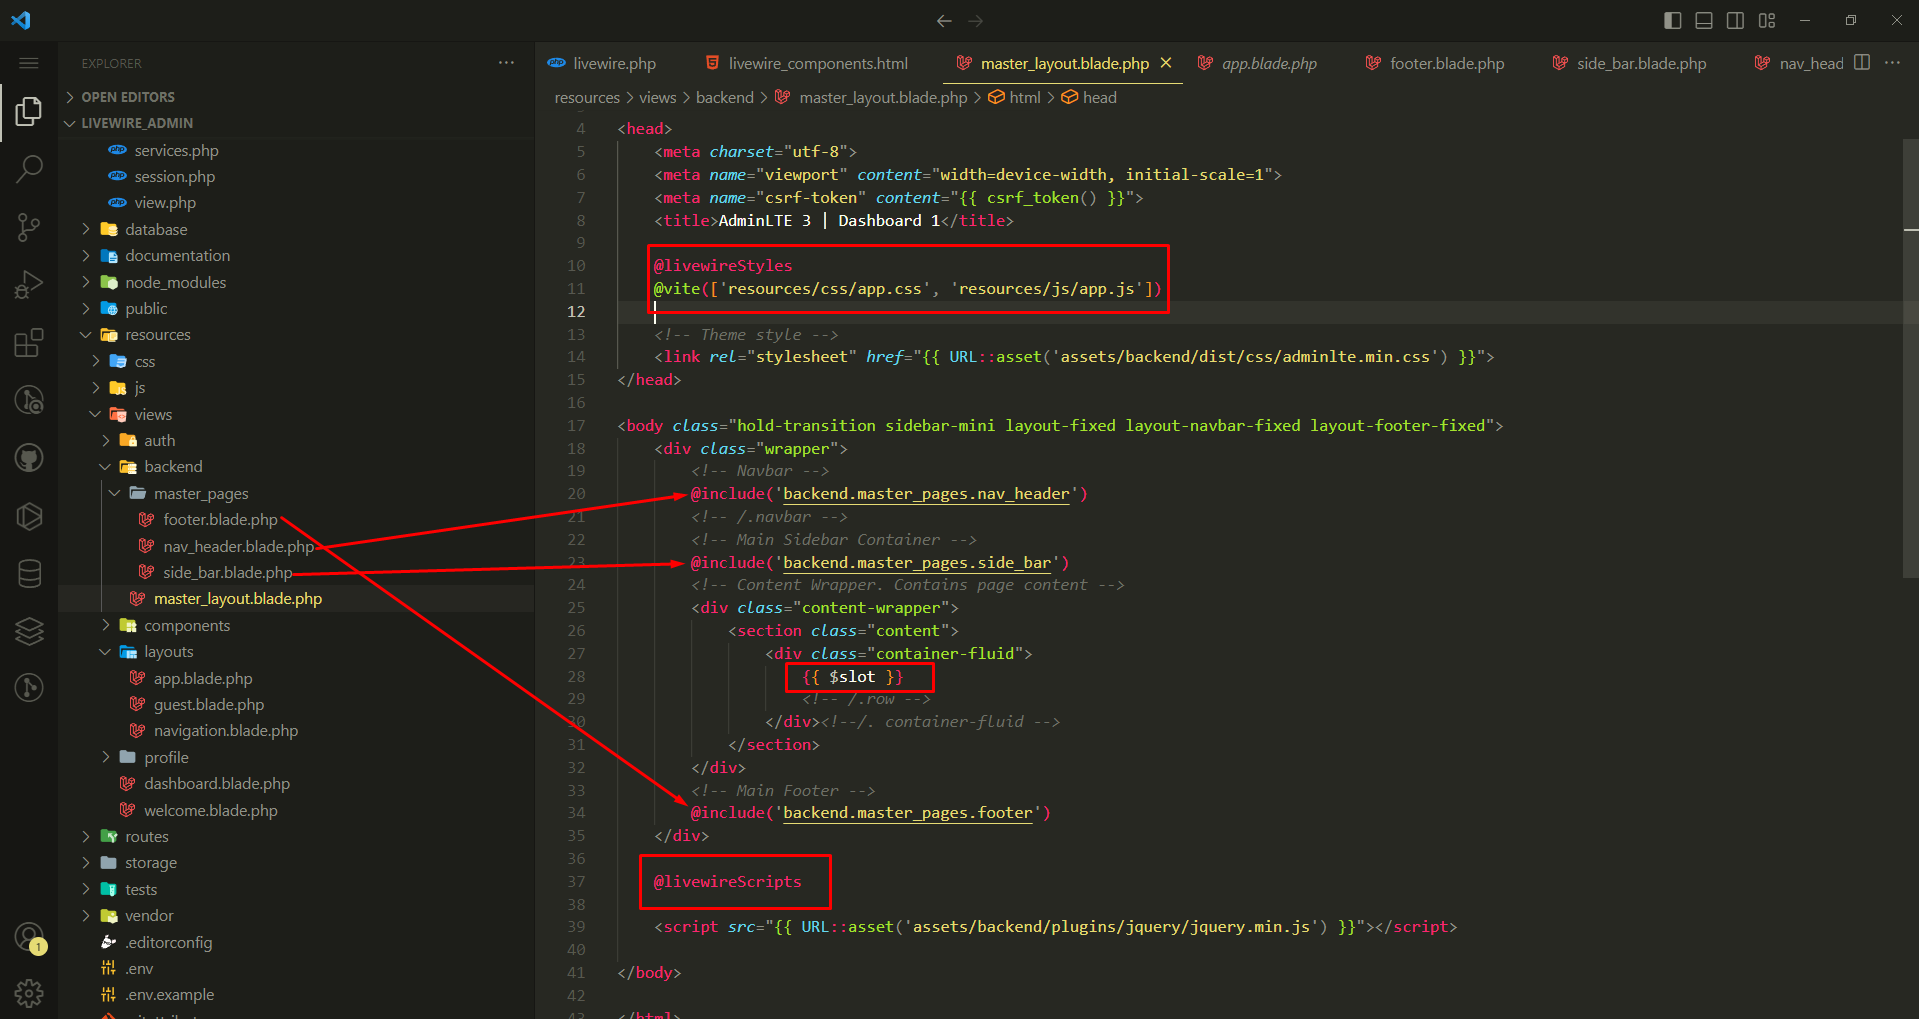 EXPLORER
OPEN EDITORS
LIVEWIRE_ADMIN
php services.php
php session.php
php view.php
database
documentation
node_modules
public
resources
css
js
views
auth
backend
master_pages
footer.blade.php
nav_header.blade.php
side_bar.blade.php
master_layout.blade.php
components
layouts
app.blade.php
guest.blade.php
navigation.blade.php
profile
dashboard.blade.php
welcome.blade.php
routes
storage
tests
vendor
.editorconfig
.env
.env.example
1
php livewire.php
livewire_components.html
master_layout.blade.php
app.blade.php
footer.blade.php
side_bar.blade.php
nav_head
resources > views > backend > master_layout.blade.php > html > head
4 <head>
5 <meta charset="utf-8">
6 <meta name="viewport" content="width=device-width, initial-scale=1">
7 <meta name="csrf-token" content="{{ csrf_token() }}">
8 <title>AdminLTE 3 | Dashboard 1</title>
9
10 @livewireStyles
11 @vite(['resources/css/app.css', 'resources/js/app.js'])
12
13 <!-- Theme style -->
14 <link rel="stylesheet" href="{{ URL::asset('assets/backend/dist/css/adminlte.min.css') }}">
15 </head>
16
17 <body class="hold-transition sidebar-mini layout-fixed layout-navbar-fixed layout-footer-fixed">
18 <div class="wrapper">
19 <!-- Navbar -->
20 @include('backend.master_pages.nav_header')
21 <!-- /.navbar -->
22 <!-- Main Sidebar Container -->
23 @include('backend.master_pages.side_bar')
24 <!-- Content Wrapper. Contains page content -->
25 <div class="content-wrapper">
26 <section class="content">
27 <div class="container-fluid">
28 {{ $slot }}
29 <!-- /.row -->
30 </div><!--/. container-fluid -->
31 </section>
32 </div>
33 <!-- Main Footer -->
34 @include('backend.master_pages.footer')
35 </div>
36
37 @livewireScripts
38
39 <script src="{{ URL::asset('assets/backend/plugins/jquery/jquery.min.js') }}"></script>
40
41 </body>
42
43 </html>